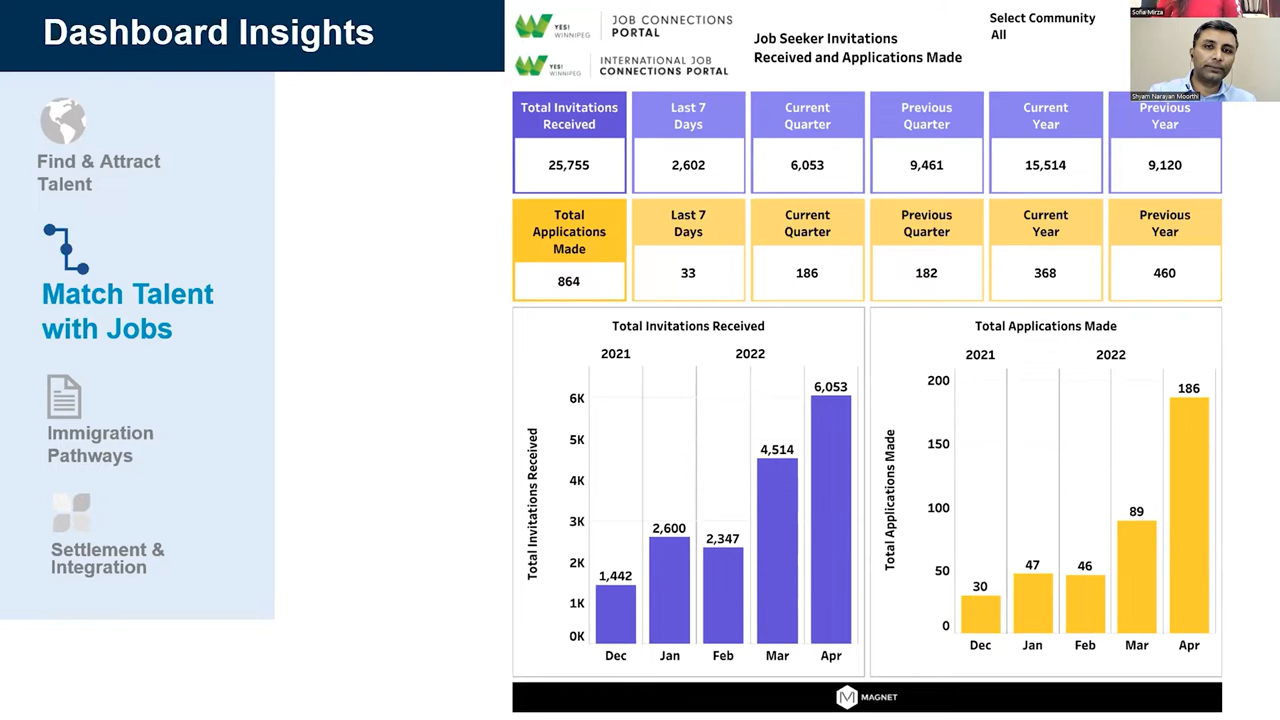 Dashboard Insights
Find & Attract
Talent
Match Talent
with Jobs
Immigration
Pathways
Settlement &
Integration
YES!
WINNIPEG
JOB CONNECTIONS
PORTAL
YES!
WINNIPEG
INTERNATIONAL JOB
CONNECTIONS PORTAL
Job Seeker Invitations
Received and Applications Made
Select Community
All
Sofia Mirza
Shyam Narayan Moorthi
Total Invitations
Received
25,755
Last 7
Days
2,602
Current
Quarter
6,053
Previous
Quarter
9,461
Current
Year
15,514
Previous
Year
9,120
Total
Applications
Made
864
Last 7
Days
33
Current
Quarter
186
Previous
Quarter
182
Current
Year
368
Previous
Year
460
Total Invitations Received
2021
2022
Total Invitations Received
6K
5K
4K
3K
2K
1K
0K
1,442
2,600
2,347
4,514
6,053
Dec
Jan
Feb
Mar
Apr
Total Applications Made
2021
2022
Total Applications Made
200
150
100
50
0
30
47
46
89
186
Dec
Jan
Feb
Mar
Apr
M MAGNET